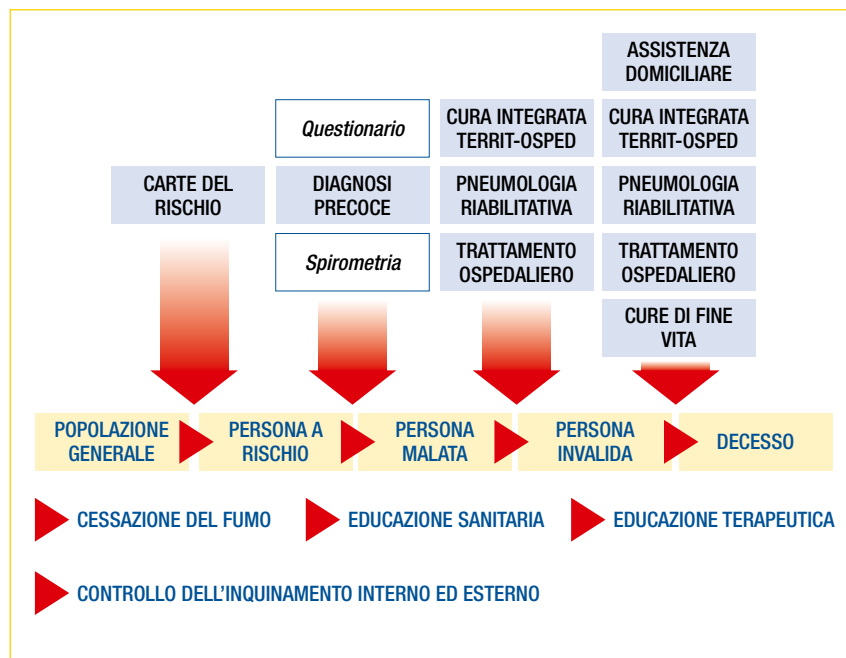 CARTE DEL
RISCHIO
Questionario
DIAGNOSI
PRECOCE
Spirometria
CURA INTEGRATA
TERRIT-OSPED
PNEUMOLOGIA
RIABILITATIVA
TRATTAMENTO
OSPEDALIERO
ASSISTENZA
DOMICILIARE
CURA INTEGRATA
TERRIT-OSPED
PNEUMOLOGIA
RIABILITATIVA
TRATTAMENTO
OSPEDALIERO
CURE DI FINE
VITA
POPOLAZIONE
GENERALE
PERSONA A
RISCHIO
PERSONA
MALATA
PERSONA
INVALIDA
DECESSO
CESSAZIONE DEL FUMO
EDUCAZIONE SANITARIA
EDUCAZIONE TERAPEUTICA
CONTROLLO DELL'INQUINAMENTO INTERNO ED ESTERNO